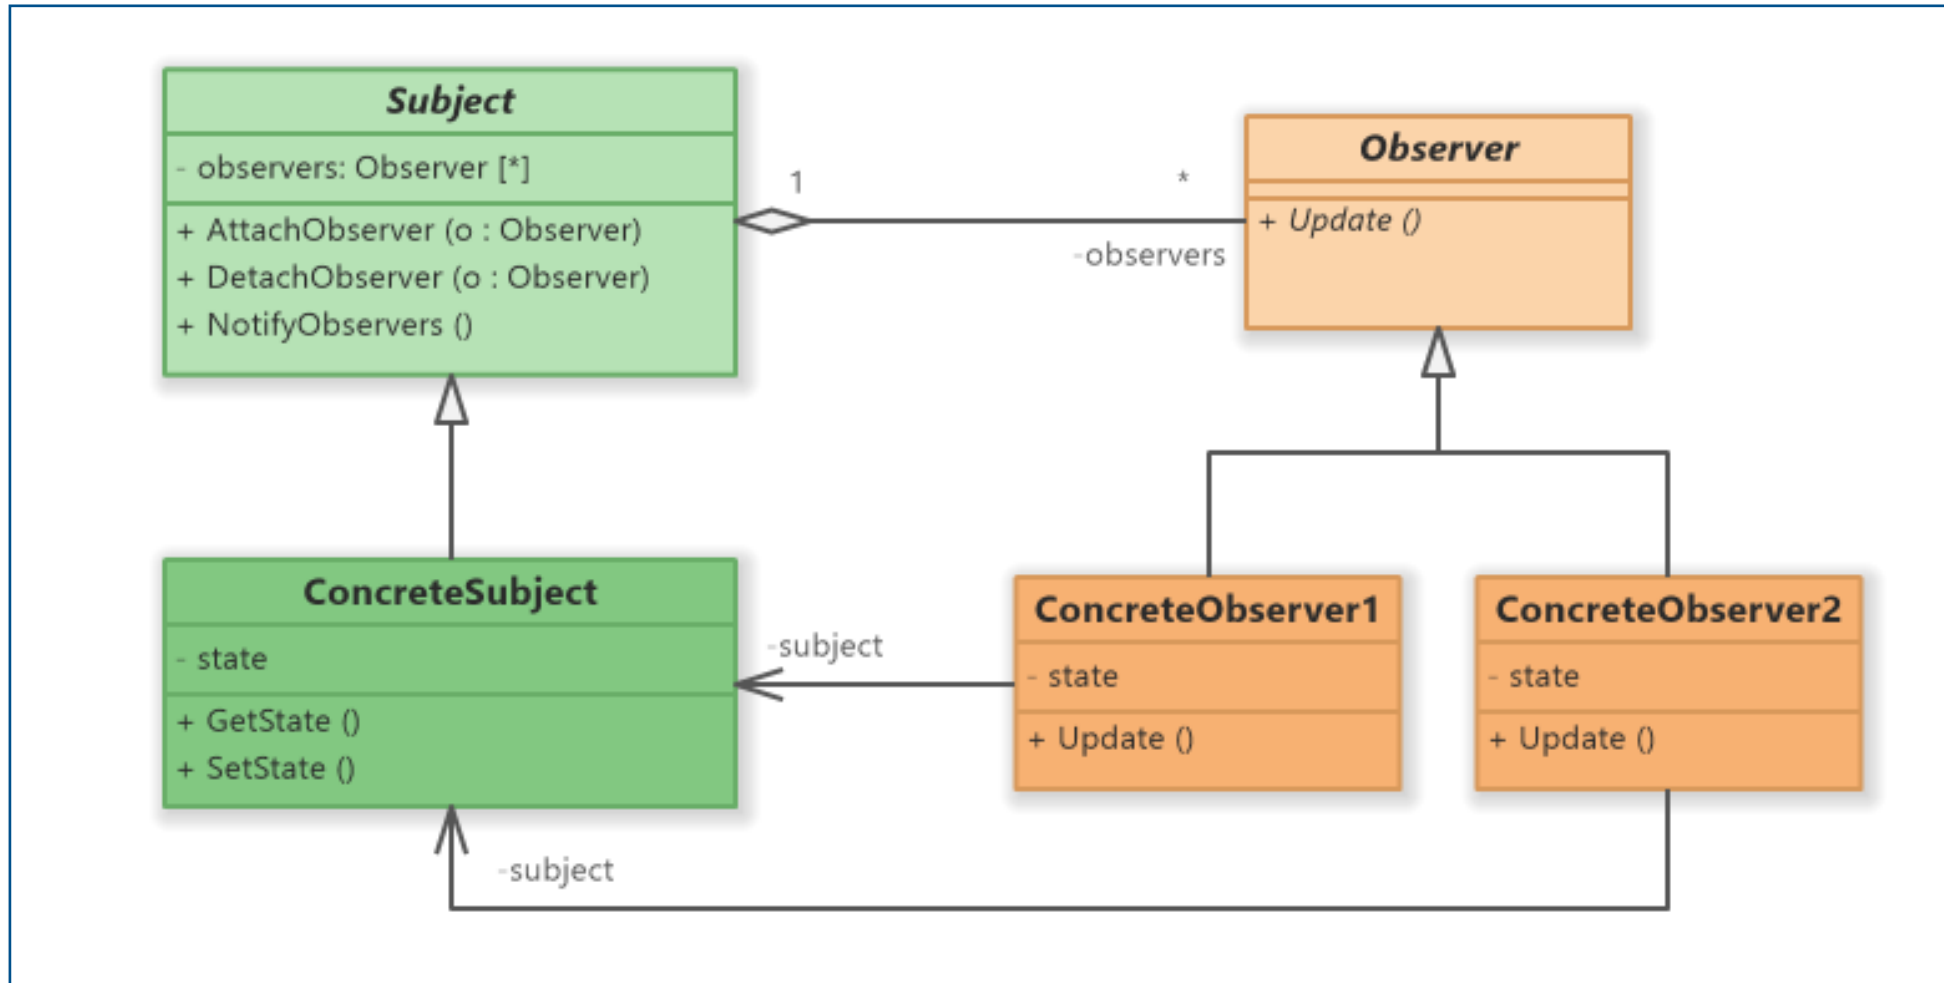 Subject
- observers: Observer [*]
+ AttachObserver (o : Observer)
+ DetachObserver (o : Observer)
+ NotifyObservers ()
1
*
-observers
Observer
+ Update ()
ConcreteSubject
- state
+ GetState ()
+ SetState ()
-subject
ConcreteObserver1
- state
+ Update ()
ConcreteObserver2
- state
+ Update ()
-subject